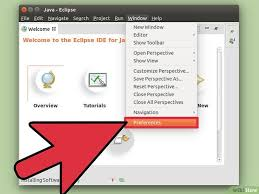 Java - Eclipse
File Edit Navigate Search Project Run Window Help
New Window
Editor
Show Toolbar
Open Perspective
Show View
Customize Perspective...
Save Perspective As...
Reset Perspective...
Close Perspective
Close All Perspectives
Navigation
Preferences
Welcome
Welcome to the Eclipse IDE for Ja
Overview
Tutorials
Installing Software
wikiHow